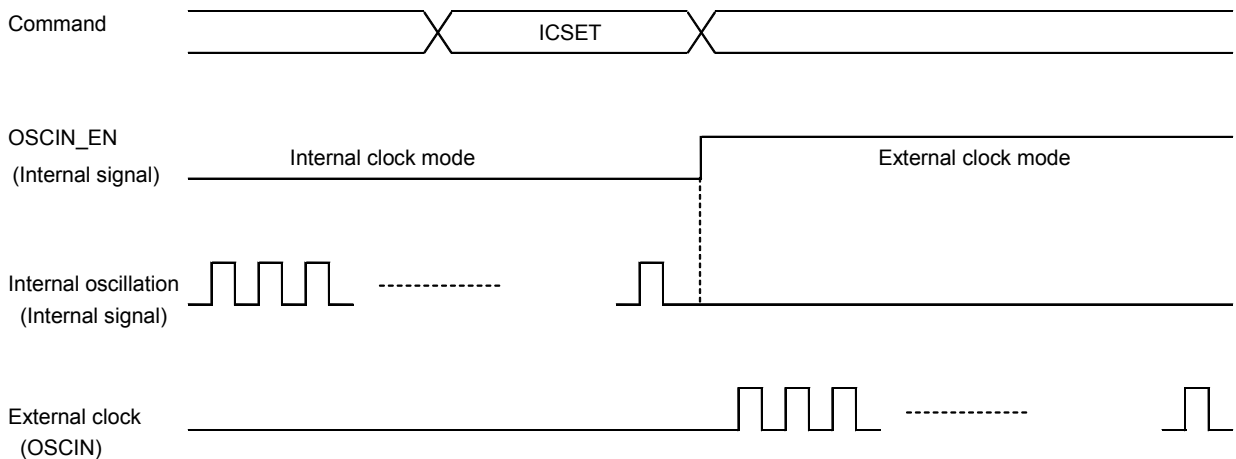 Command
ICSET
OSCIN_EN
(Internal signal)
Internal clock mode
External clock mode
Internal oscillation
(Internal signal)
External clock
(OSCIN)